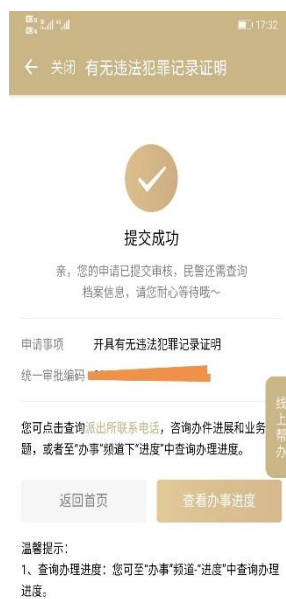 17:32
关闭 有无违法犯罪记录证明
提交成功
亲，您的申请已提交审核，民警还需查询
档案信息，请您耐心等待哦～
申请事项 开具有无违法犯罪记录证明
统一审批编码
您可点击查询派出所联系电话，咨询办件进展和业务
题，或者至"办事"频道下"进度"中查询办理进度。
线上帮办
返回首页 查看办事进度
温馨提示：
1、查询办理进度：您可至"办事"频道-"进度"中查询办理
进度。